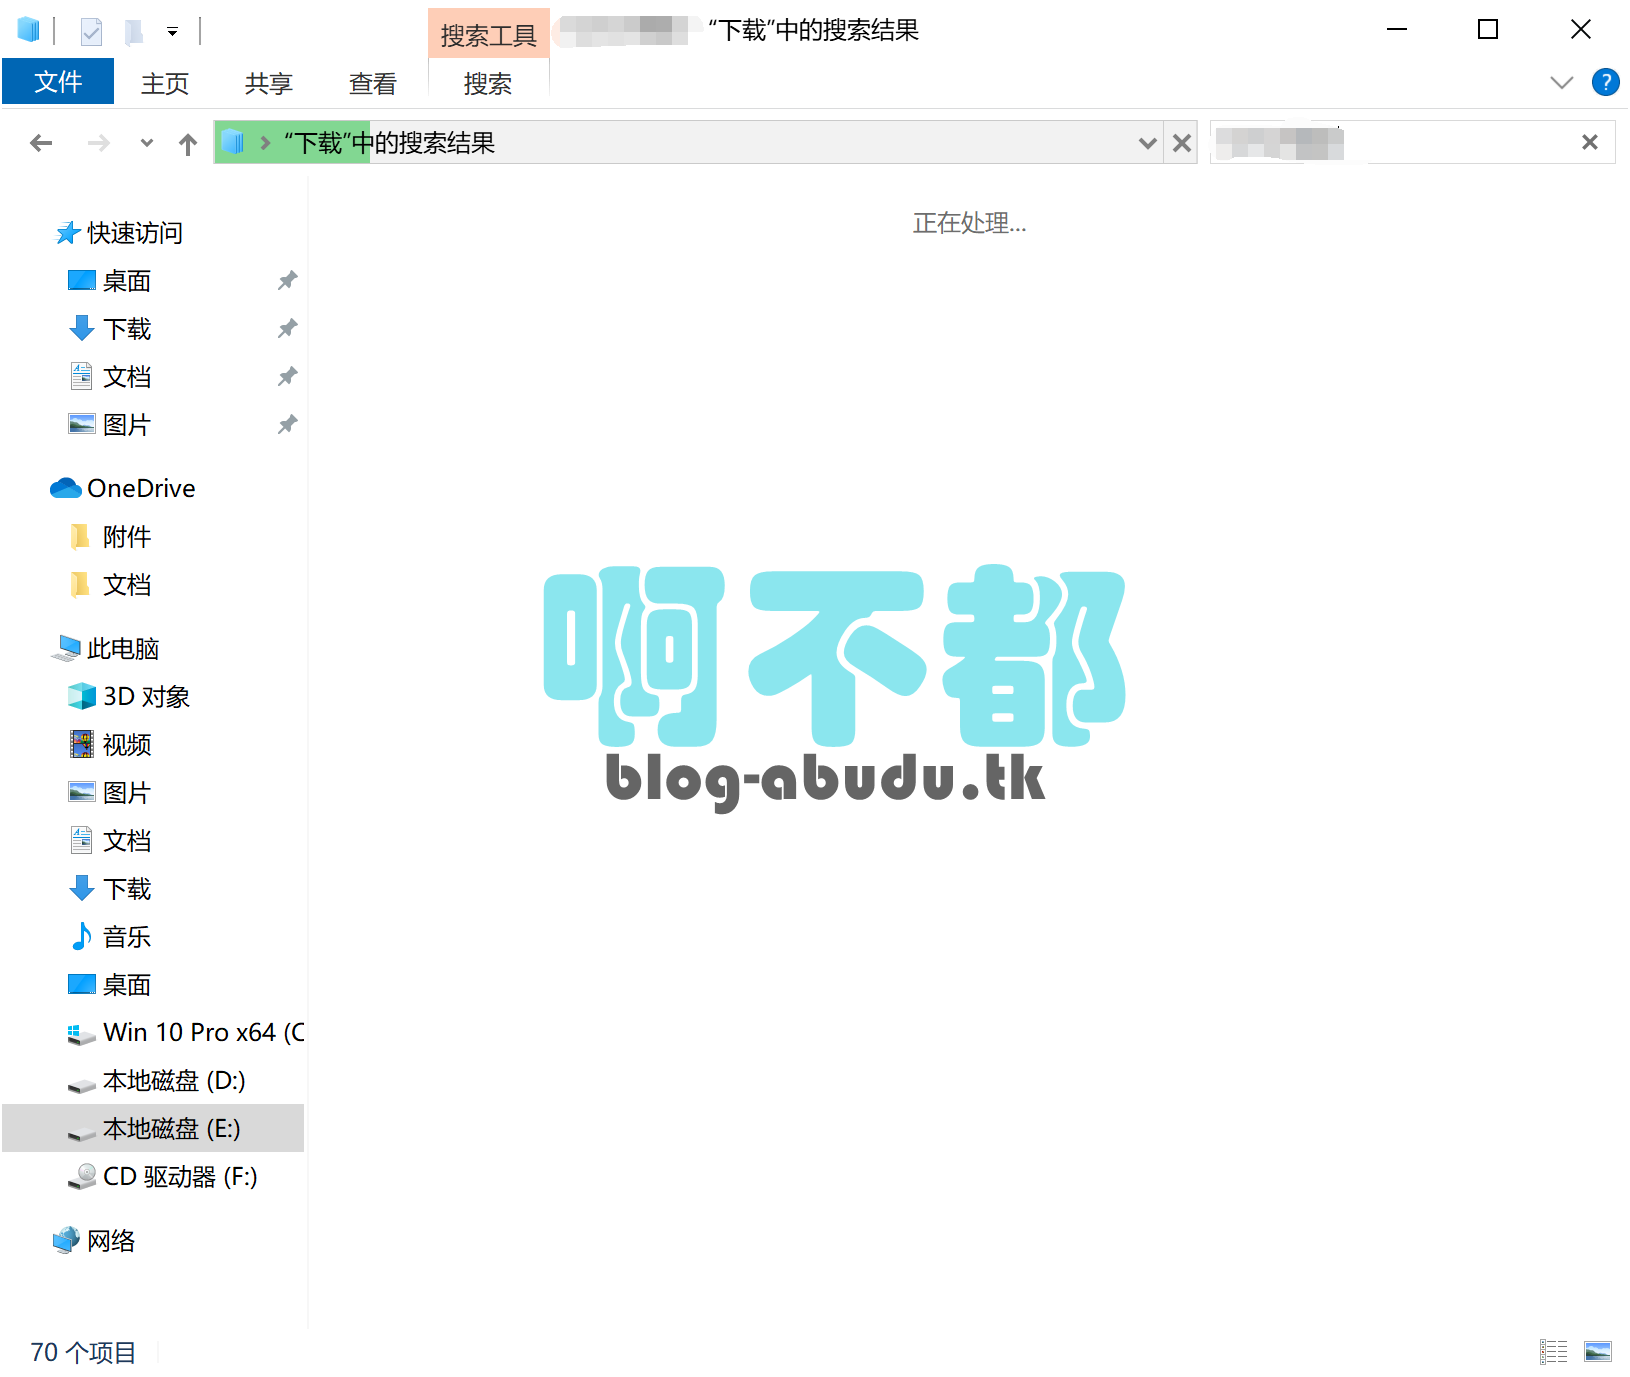 搜索工具
“下载”中的搜索结果
文件
主页
共享
查看
搜索
“下载”中的搜索结果
正在处理...
快速访问
桌面
下载
文档
图片
OneDrive
附件
文档
此电脑
3D 对象
视频
图片
文档
下载
音乐
桌面
Win 10 Pro x64 (C
本地磁盘 (D:)
本地磁盘 (E:)
CD 驱动器 (F:)
网络
啊不都
blog-abudu.tk
70 个项目